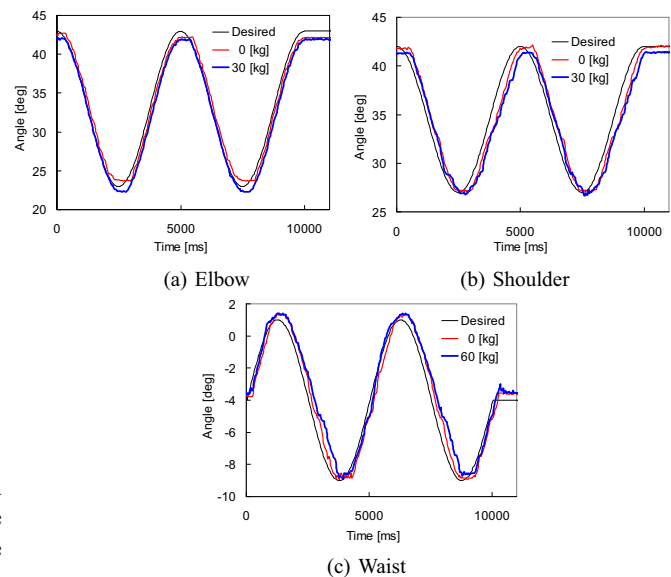 45
40
35
30
25
20
Angle [deg]
Desired
0 [kg]
30 [kg]
0
5000
10000
Time [ms]
(a) Elbow
45
40
35
30
25
Angle [deg]
Desired
0 [kg]
30 [kg]
0
5000
10000
Time [ms]
(b) Shoulder
2
0
-2
-4
-6
-8
-10
Angle [deg]
Desired
0 [kg]
60 [kg]
0
5000
10000
Time [ms]
(c) Waist